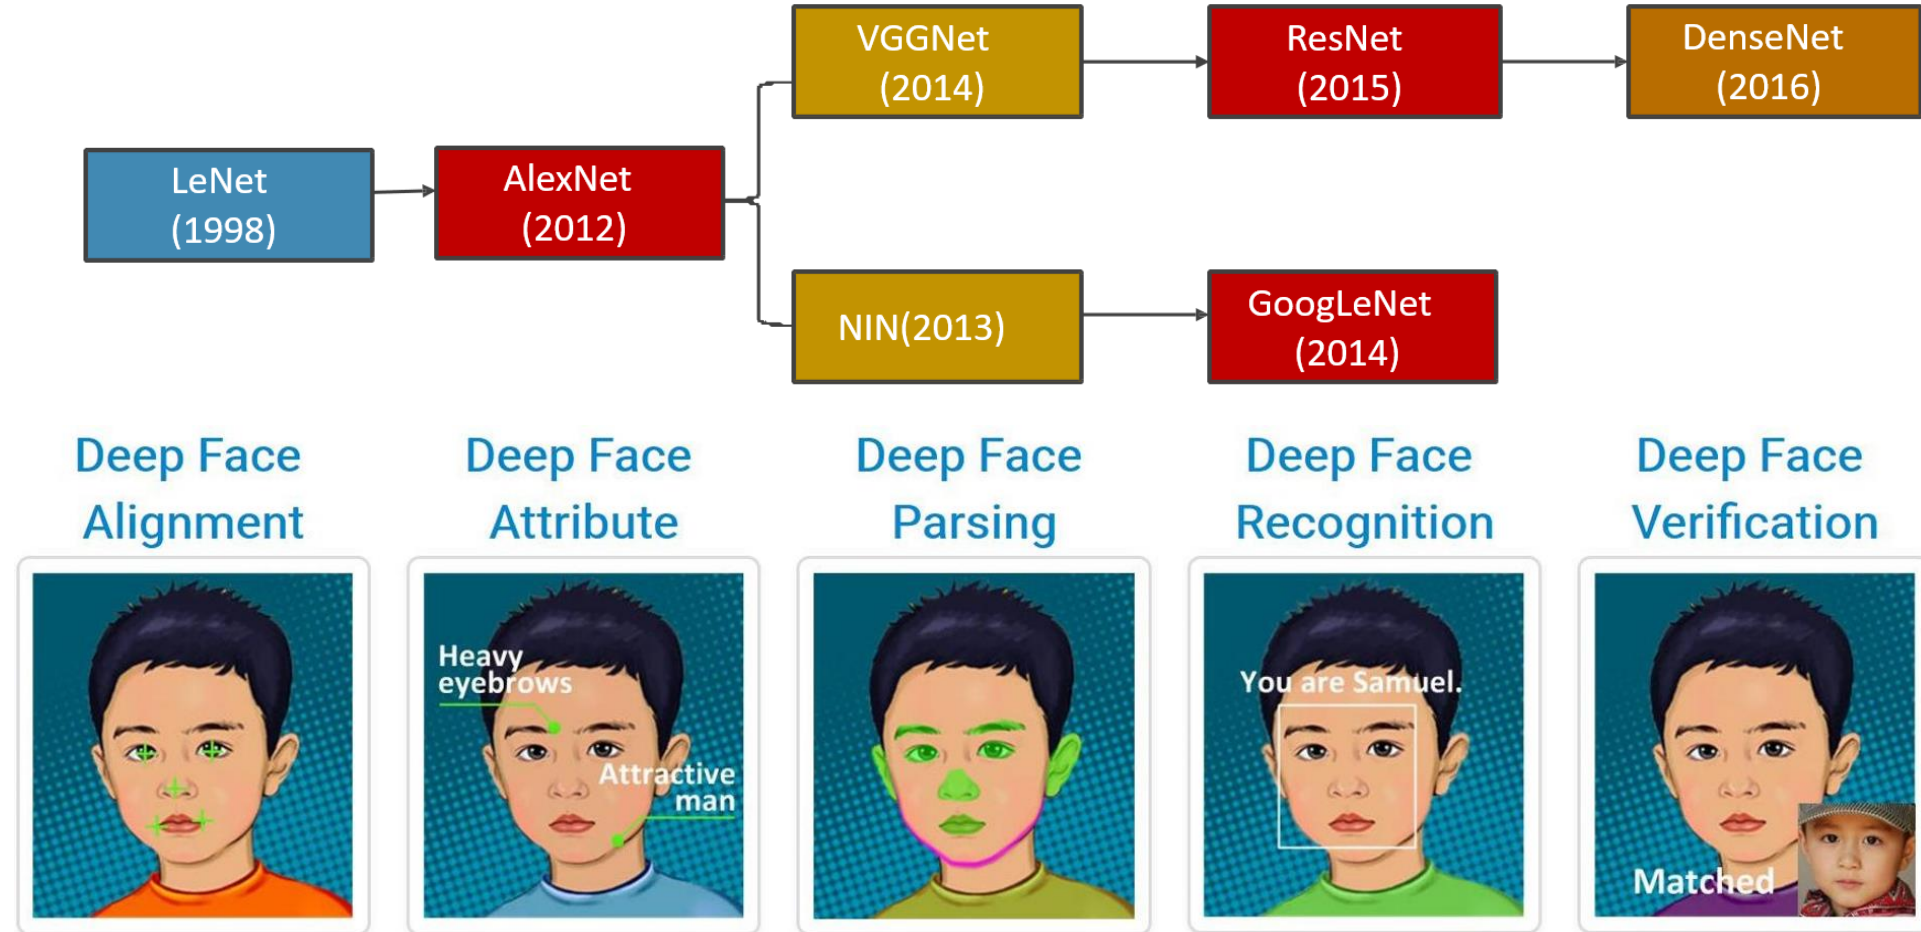 VGGNet
(2014)
ResNet
(2015)
DenseNet
(2016)
LeNet
(1998)
AlexNet
(2012)
NIN(2013)
GoogLeNet
(2014)
Deep Face
Alignment
Deep Face
Attribute
Deep Face
Parsing
Deep Face
Recognition
Deep Face
Verification
Heavy
eyebrows
Attractive
man
You are Samuel.
Matched